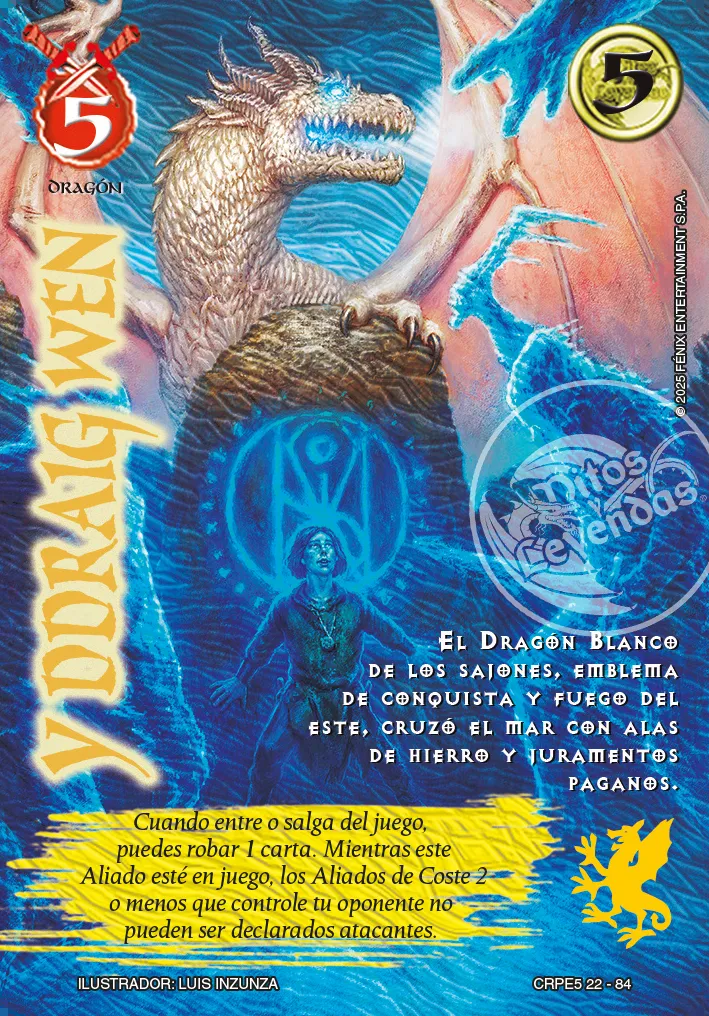 5
5
DRAGÓN
Y DDRAIG WEN
© 2025 FÉNIX ENTERTAINMENT S.P.A.
Mitos
y
Leyendas
®
El Dragón Blanco
de los sajones, emblema
de conquista y fuego del
este, cruzó el mar con alas
de hierro y juramentos
paganos.
Cuando entre o salga del juego,
puedes robar 1 carta. Mientras este
Aliado esté en juego, los Aliados de Coste 2
o menos que controle tu oponente no
pueden ser declarados atacantes.
ILUSTRADOR: LUIS INZUNZA
CRPE5 22 - 84